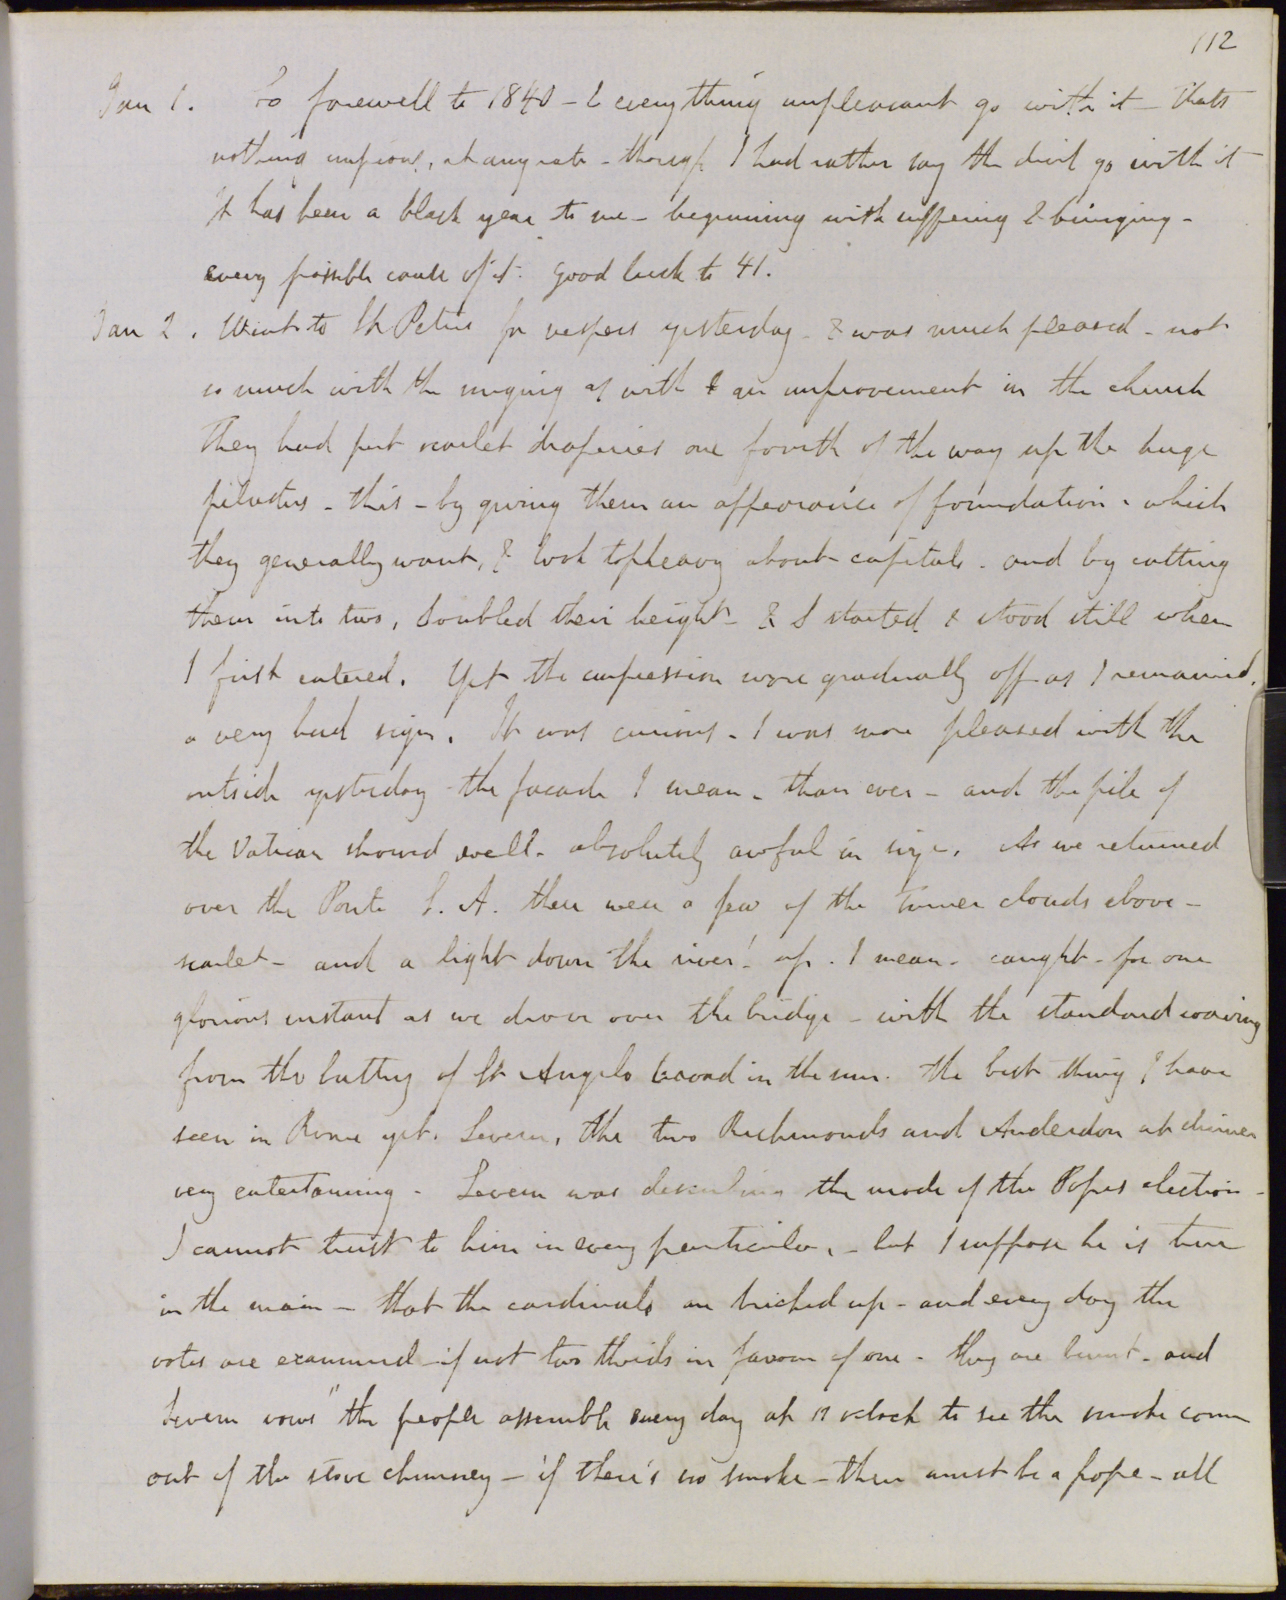 112
Jan 1. So farewell to 1840 - & everything unpleasant go with it - thats
nothing impious, at any rate - though I had rather say the devil go with it
It has been a black year to me - beginning with suffering & bringing -
every possible cause of it. Good luck to 41.
Jan 2. Went to St Peters for vespers yesterday - & was much pleased - not
so much with the singing as with & an improvement in the church
They had put scarlet draperies one fourth of the way up the huge
pilasters - this - by giving them an appearance of foundation - which
they generally want, & look topheavy about capitals - and by cutting
them into two, doubled their height - & I started & stood still when
I first entered. Yet the impression wore gradually off as I remained,
a very bad sign. It was curious - I was more pleased with the
outside yesterday - the facade I mean - than ever - and the pile of
the Vatican showed well - absolutely awful in size. As we returned
over the Ponte S. A. there were a few of the Turner clouds above -
scarlet - and a light down the river! up - I mean - caught - for one
glorious instant as we drove over the bridge - with the standard waving
from the battlg of St Angelo broad in the sun. the best thing I have
seen in Rome yet. Severn, the two Richmonds and Anderdon at dinner
very entertaining - Severn was describing the mode of the Popes election -
I cannot trust to him in every particular, - but I suppose he is true
in the main - that the cardinals are bricked up - and every day the
votes are examined - if not two thirds in favour of one - they are burnt - and
Severn vows "the people assemble every day at 12 oclock to see the smoke come
out of the stove chimney - if there's no smoke - there must be a pope - all